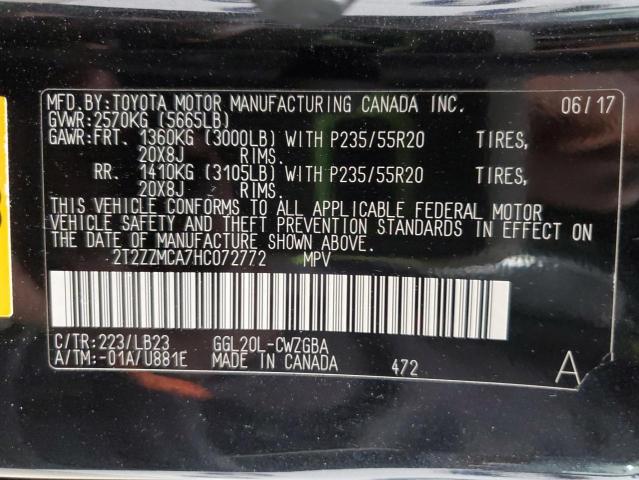 MFD.BY:TOYOTA MOTOR MANUFACTURING CANADA INC. 06/17
GVWR:2570KG (5665LB)
GAWR:FRT. 1360KG (3000LB) WITH P235/55R20 TIRES,
20X8J RIMS.
RR. 1410KG (3105LB) WITH P235/55R20 TIRES,
20X8J RIMS.
THIS VEHICLE CONFORMS TO ALL APPLICABLE FEDERAL MOTOR
VEHICLE SAFETY AND THEFT PREVENTION STANDARDS IN EFFECT ON
THE DATE OF MANUFACTURE SHOWN ABOVE.
2T2ZZMCA7HC072772 MPV
C/TR:223/LB23 GGL20L-CWZGBA
A/TM:-01A/U881E MADE IN CANADA 472 A